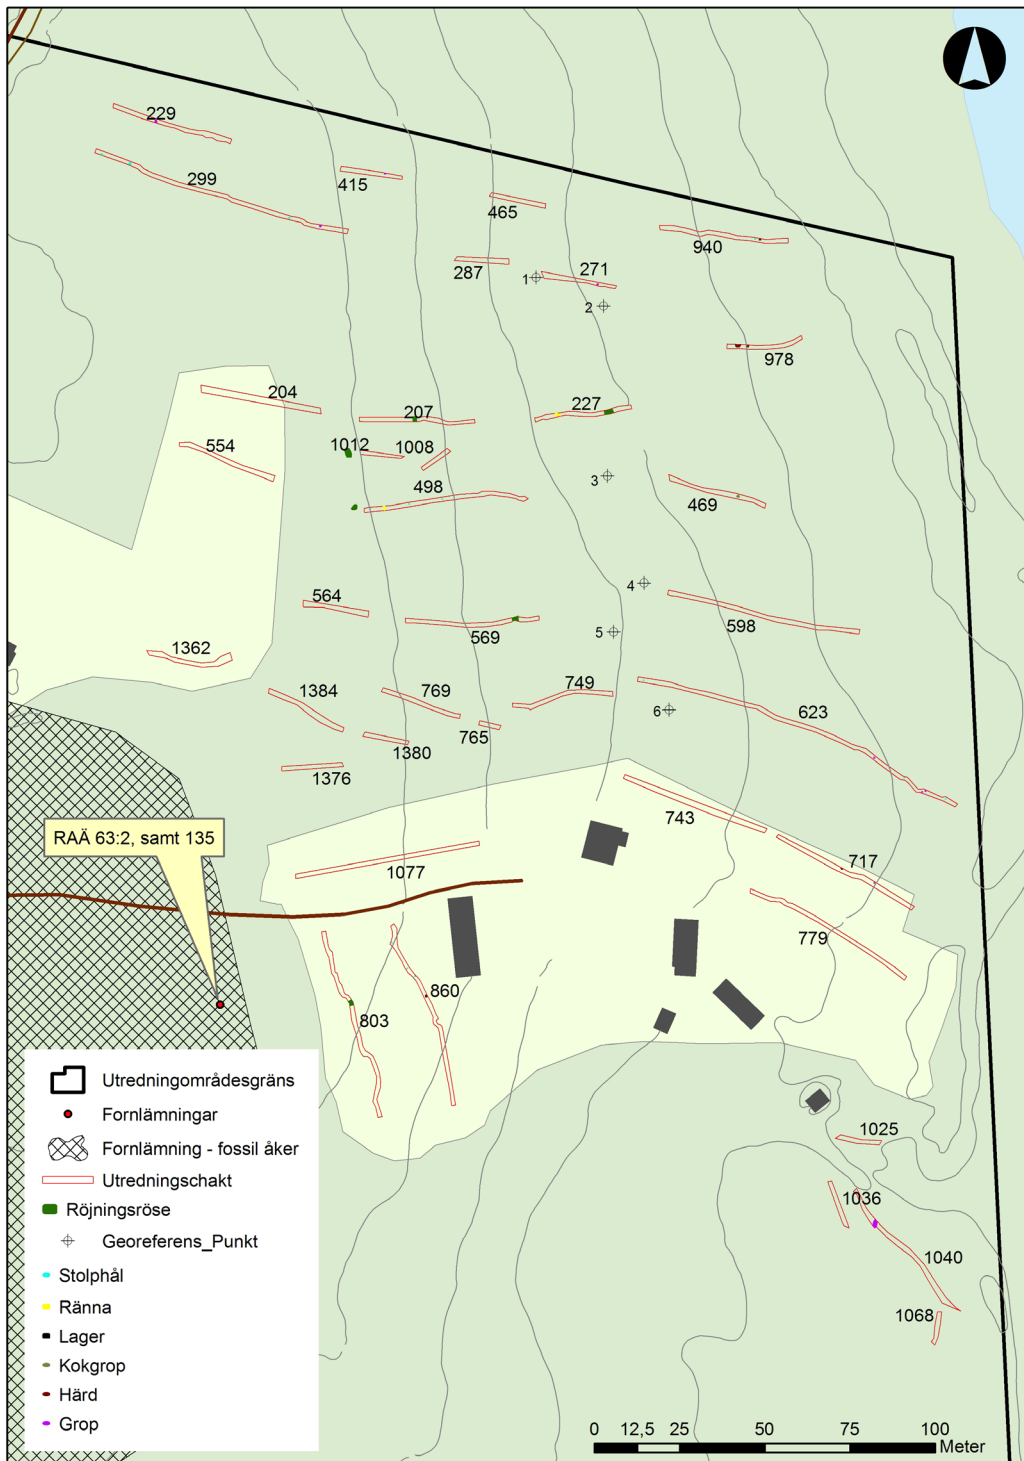 229
299
415
465
287
1
271
2
940
978
204
207
227
554
1012
1008
498
3
469
4
564
569
5
598
1362
1384
769
749
765
1380
1376
6
623
743
717
RAÄ 63:2, samt 135
1077
779
860
803
1025
1036
1040
1068
Utredningområdesgräns
Fornlämningar
Fornlämning - fossil åker
Utredningschakt
Röjningsröse
Georeferens_Punkt
Stolphål
Ränna
Lager
Kokgrop
Härd
Grop
0 12,5 25 50 75 100
Meter